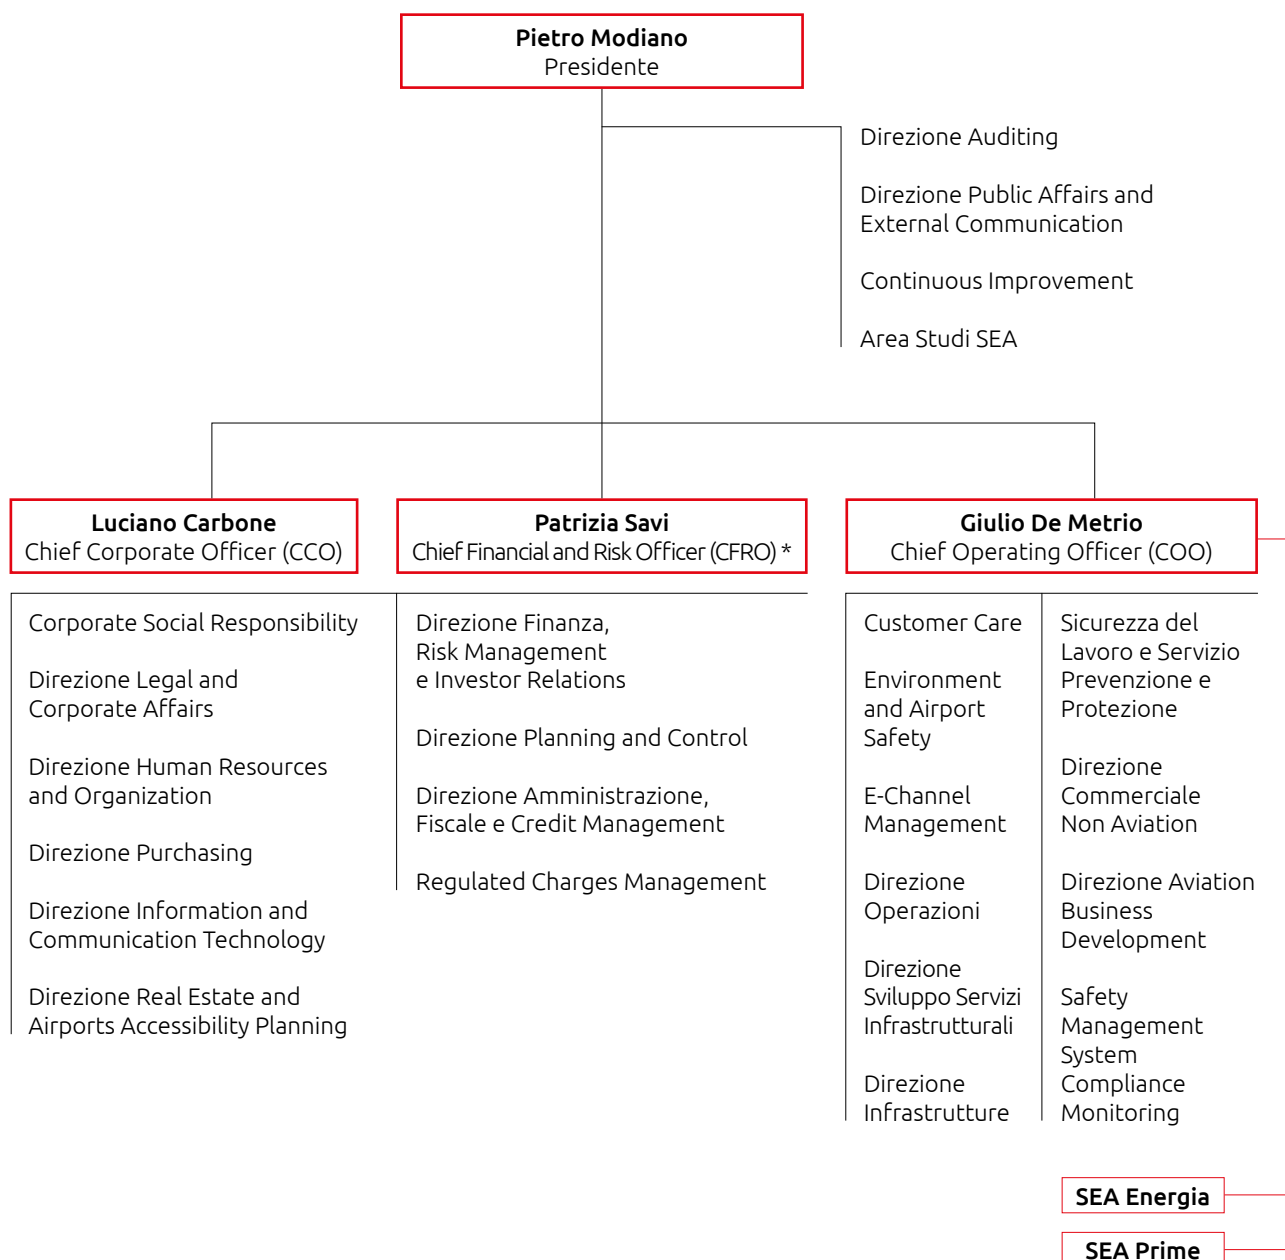 Pietro Modiano
Presidente
Direzione Auditing
Direzione Public Affairs and
External Communication
Continuous Improvement
Area Studi SEA
Luciano Carbone
Chief Corporate Officer (CCO)
Patrizia Savi
Chief Financial and Risk Officer (CFRO) *
Giulio De Metrio
Chief Operating Officer (COO)
Corporate Social Responsibility
Direzione Legal and
Corporate Affairs
Direzione Human Resources
and Organization
Direzione Purchasing
Direzione Information and
Communication Technology
Direzione Real Estate and
Airports Accessibility Planning
Direzione Finanza,
Risk Management
e Investor Relations
Direzione Planning and Control
Direzione Amministrazione,
Fiscale e Credit Management
Regulated Charges Management
Customer Care
Environment
and Airport
Safety
E-Channel
Management
Direzione
Operazioni
Direzione
Sviluppo Servizi
Infrastrutturali
Direzione
Infrastrutture
Sicurezza del
Lavoro e Servizio
Prevenzione e
Protezione
Direzione
Commerciale
Non Aviation
Direzione Aviation
Business
Development
Safety
Management
System
Compliance
Monitoring
SEA Energia
SEA Prime